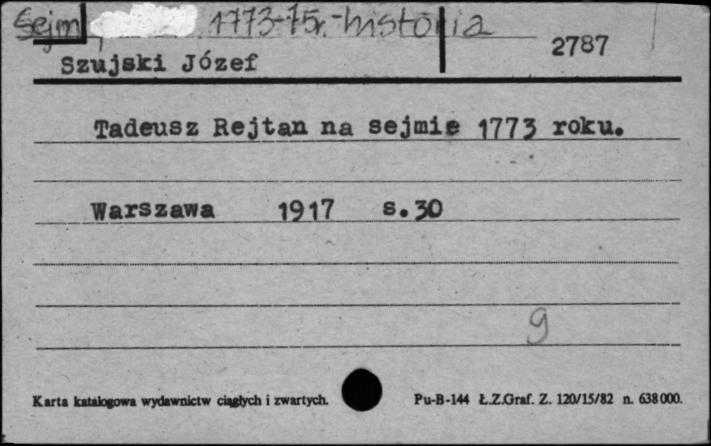 Sejm 1773-75r.-historia
2787
Szujski Józef
Tadeusz Rejtan na sejmie 1773 roku.
Warszawa 1917 s.30
9
Karta katalogowa wydawnictw ciągłych i zwartych. Pu-B-144 Ł.Z.Graf. Z. 120/15/82 n. 638000.